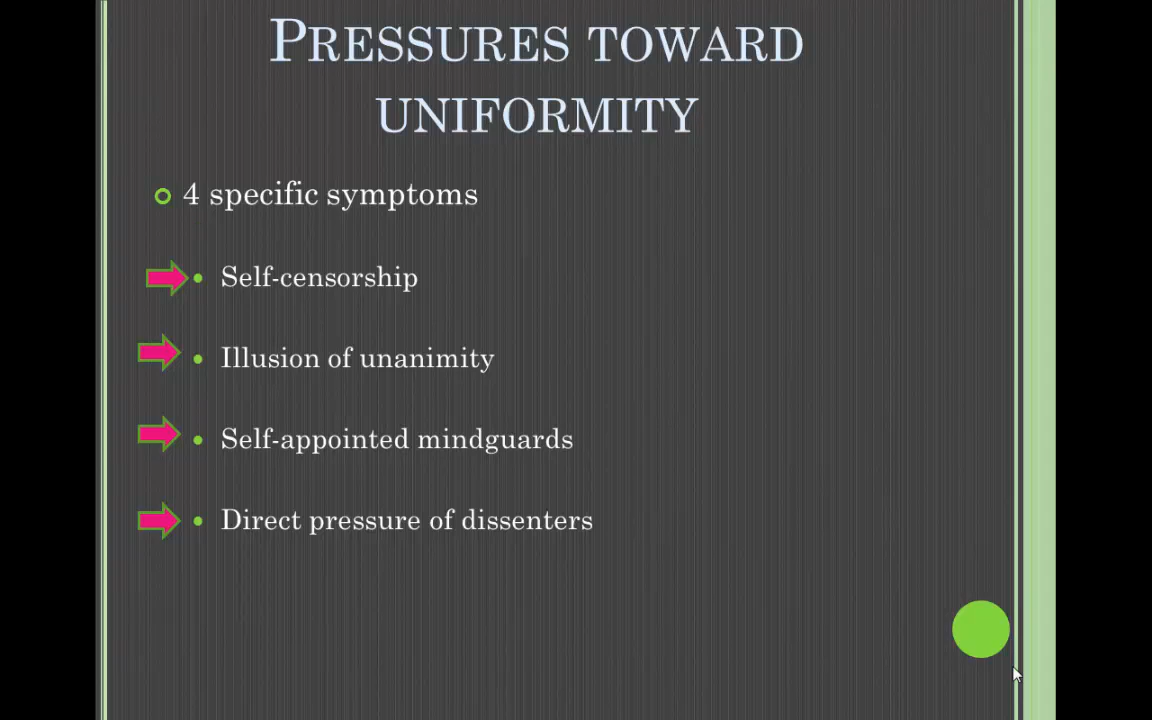 PRESSURES TOWARD
UNIFORMITY
4 specific symptoms
Self-censorship
Illusion of unanimity
Self-appointed mindguards
Direct pressure of dissenters